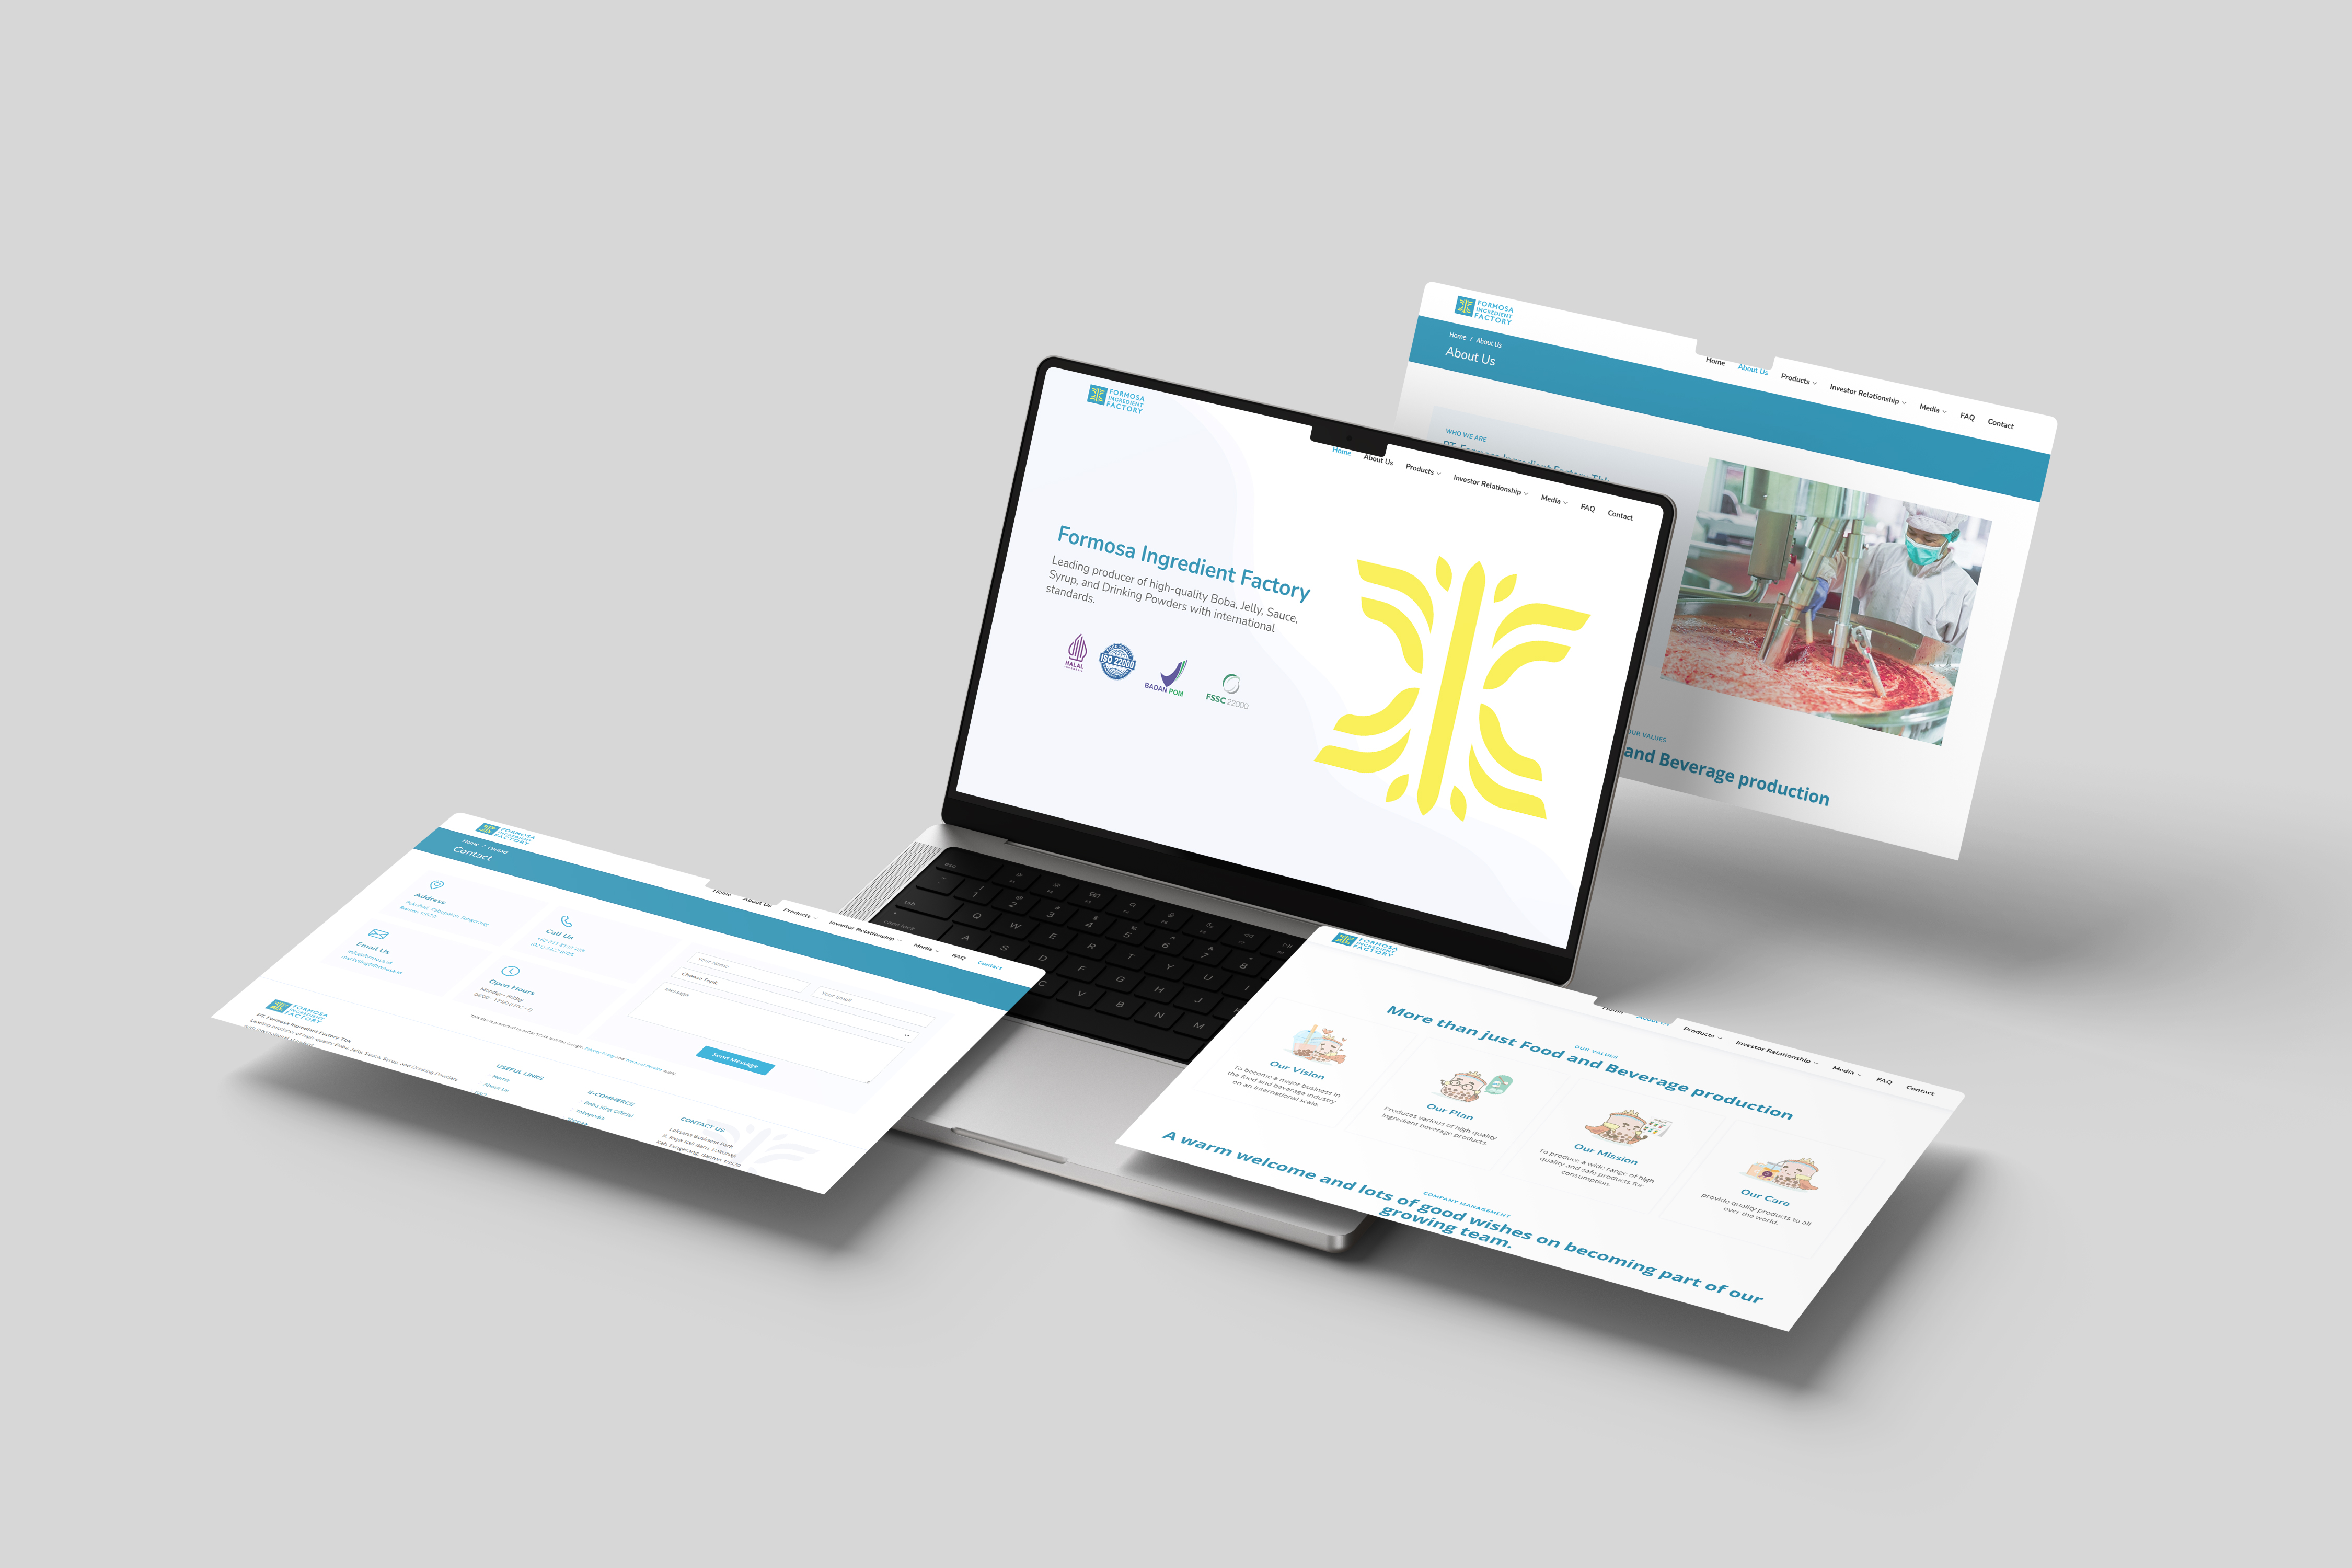 FORMOSA
INGREDIENT
FACTORY
Home / About Us
About Us
Home
About Us
Products
Investor Relationship
Media
FAQ
Contact
WHO WE ARE
OUR VALUES
and Beverage production
FORMOSA
INGREDIENT
FACTORY
Home
About Us
Products
Investor Relationship
Media
FAQ
Contact
Formosa Ingredient Factory
Leading producer of high-quality Boba, Jelly, Sauce,
Syrup, and Drinking Powders with international
standards.
HALAL
ISO 22000
BADAN POM
FSSC 22000
FORMOSA
INGREDIENT
FACTORY
Home / Contact
Contact
Home
About Us
Products
Investor Relationship
Media
FAQ
Contact
Address
Call Us
Email Us
Open Hours
Monday - Friday
Your Name
Your Email
Choose Topic
Message
Send Message
FORMOSA
INGREDIENT
FACTORY
PT. Formosa Ingredient Factory Tbk
Leading producer of high-quality Boba, Jelly, Sauce, Syrup, and Drinking Powders
USEFUL LINKS
Home
About Us
E-COMMERCE
Boba King Official
Tokopedia
CONTACT US
Laksana Business Park
FORMOSA
INGREDIENT
FACTORY
Home
About Us
Products
Investor Relationship
Media
FAQ
Contact
OUR VALUES
More than just Food and Beverage production
Our Vision
To become a major business in
the food and beverage industry
on an international scale.
Our Plan
Produces various of high quality
ingredient beverage products.
Our Mission
To produce a wide range of high
quality and safe products for
consumption.
Our Care
provide quality products to all
over the world.
COMPANY MANAGEMENT
A warm welcome and lots of good wishes on becoming part of our
growing team.
tab
Q
W
E
R
T
Y
U
I
A
S
D
F
G
H
J
C
V
B
N
M